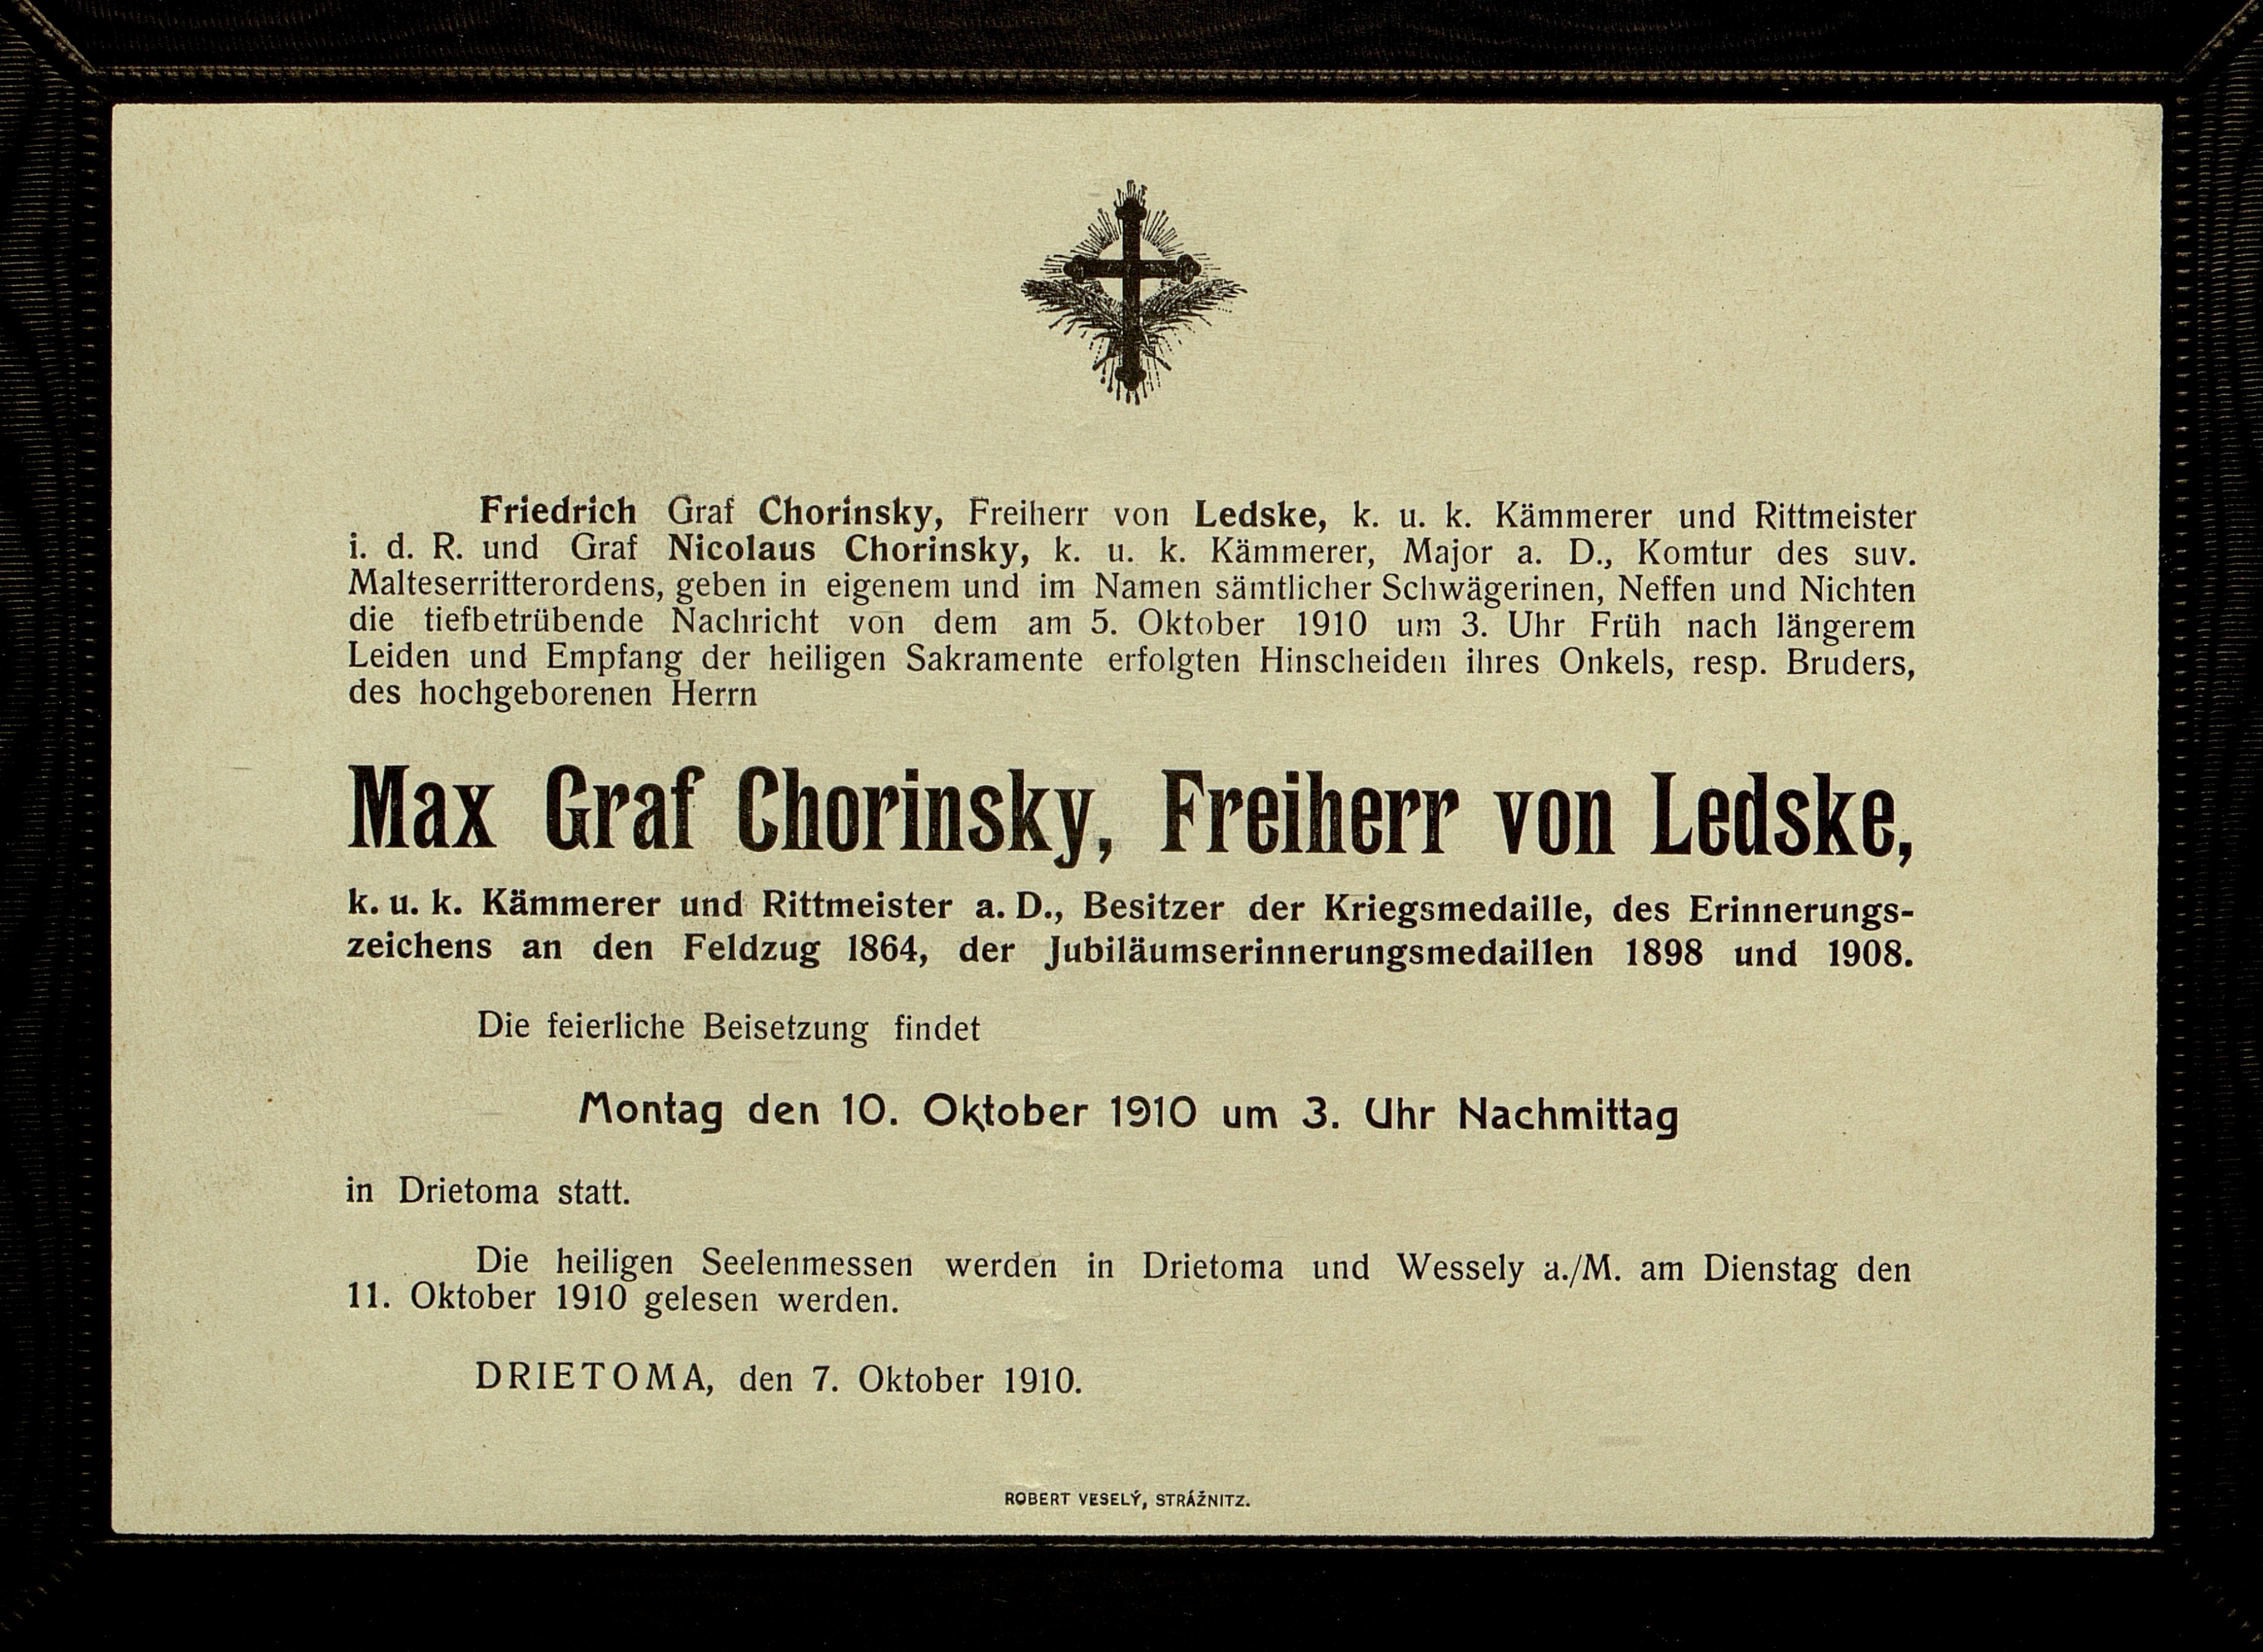 Friedrich Graf Chorinsky, Freiherr von Ledske, k. u. k. Kämmerer und Rittmeister
i. d. R. und Graf Nicolaus Chorinsky, k. u. k. Kämmerer, Major a. D., Komtur des suv.
Malteserritterordens, geben in eigenem und im Namen sämtlicher Schwägerinen, Neffen und Nichten
die tiefbetrübende Nachricht von dem am 5. Oktober 1910 um 3. Uhr Früh nach längerem
Leiden und Empfang der heiligen Sakramente erfolgten Hinscheiden ihres Onkels, resp. Bruders,
des hochgeborenen Herrn
Max Graf Chorinsky, Freiherr von Ledske,
k. u. k. Kämmerer und Rittmeister a. D., Besitzer der Kriegsmedaille, des Erinnerungs-
zeichens an den Feldzug 1864, der Jubiläumserinnerungsmedaillen 1898 und 1908.
Die feierliche Beisetzung findet
Montag den 10. Oktober 1910 um 3. Uhr Nachmittag
in Drietoma statt.
Die heiligen Seelenmessen werden in Drietoma und Wessely a./M. am Dienstag den
11. Oktober 1910 gelesen werden.
DRIETOMA, den 7. Oktober 1910.
ROBERT VESELÝ, STRÁŽNITZ.